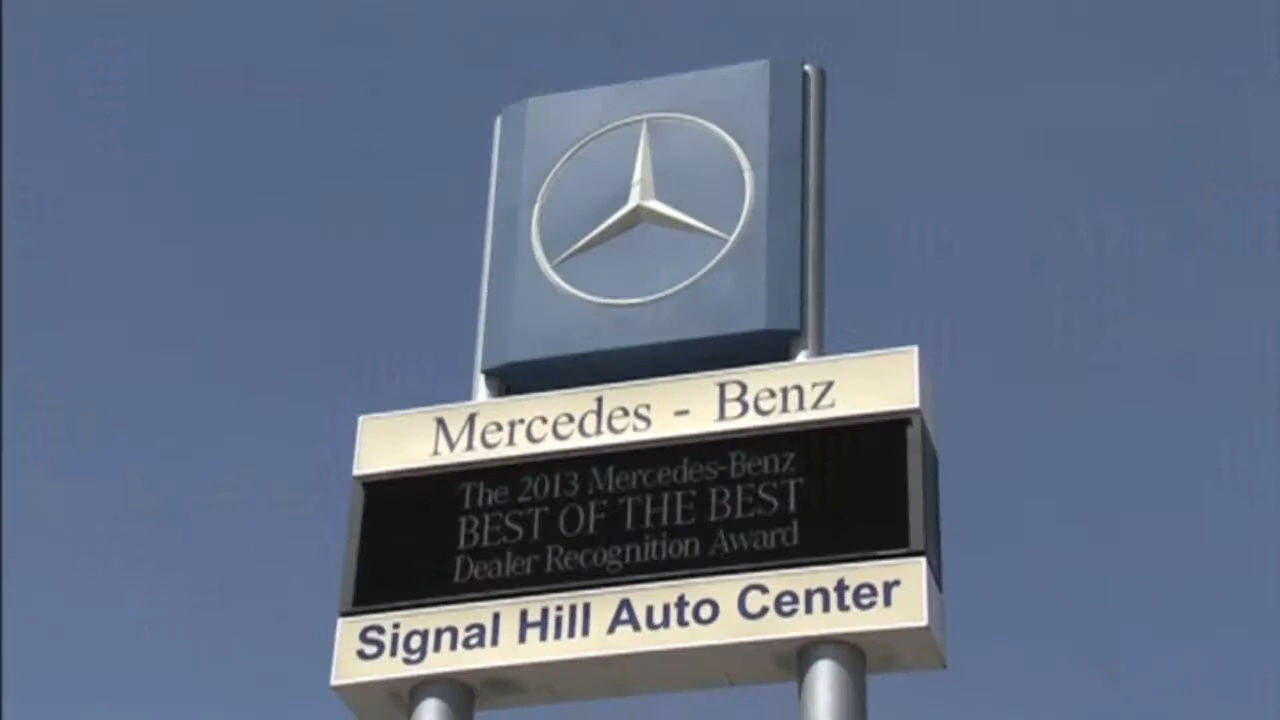 Mercedes - Benz
The 2013 Mercedes-Benz
BEST OF THE BEST
Dealer Recognition Award
Signal Hill Auto Center